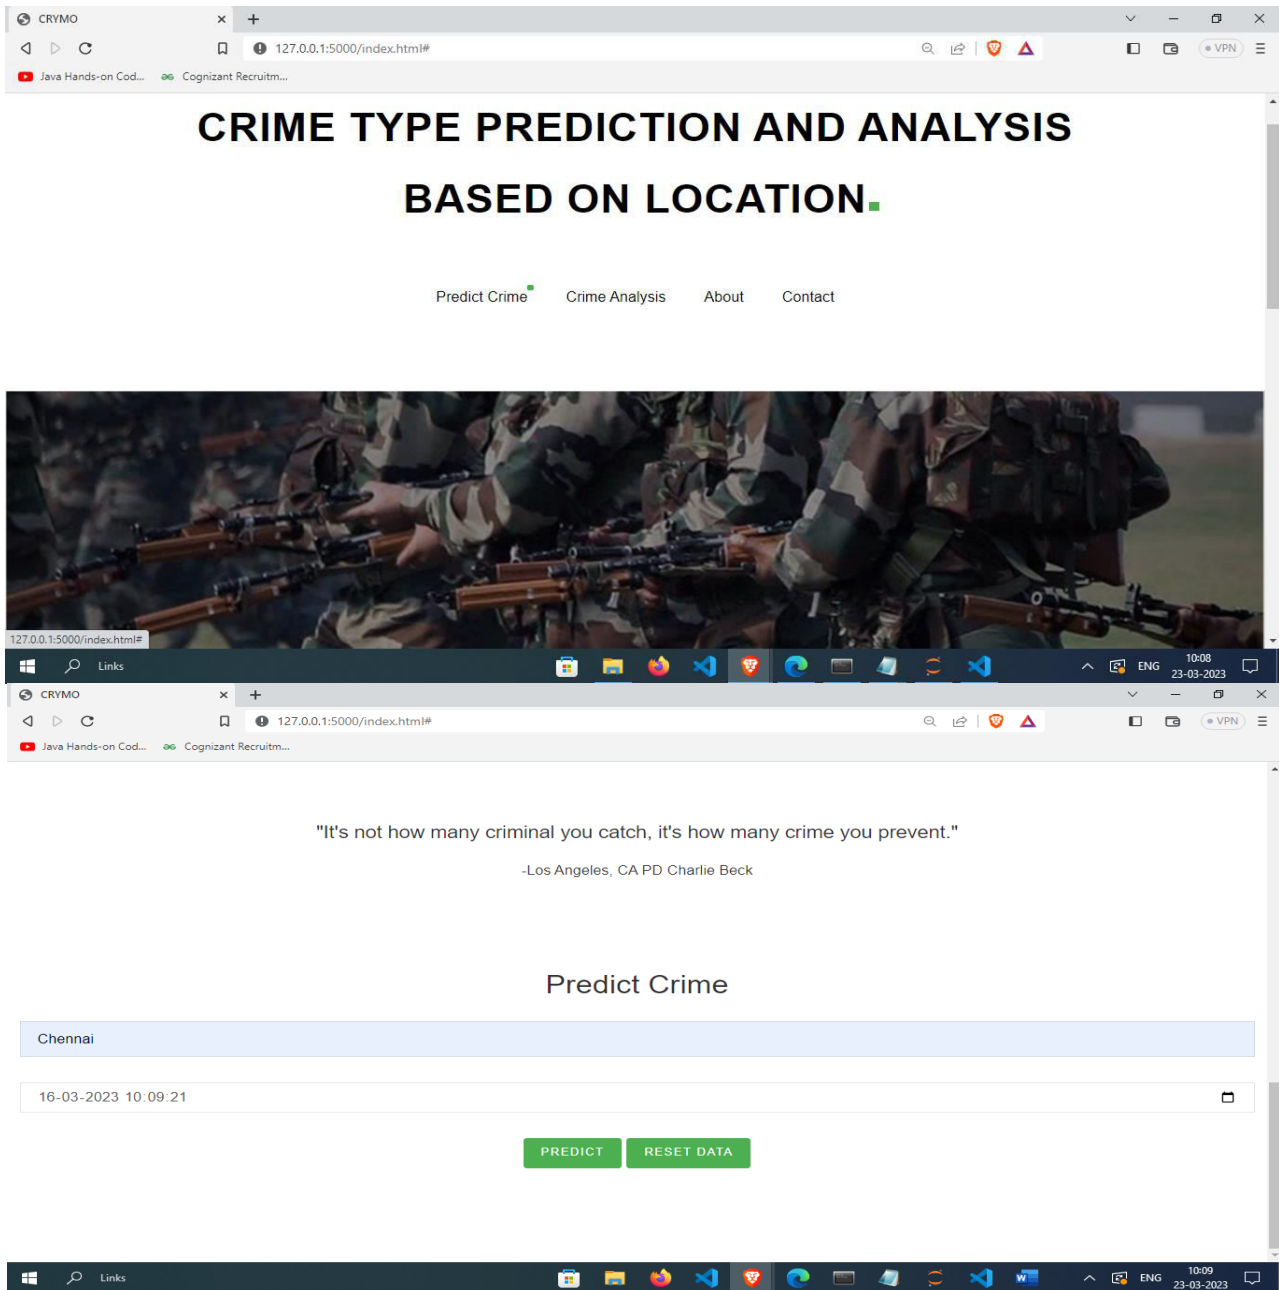 CRYMO
127.0.0.1:5000/index.html#
VPN
Java Hands-on Cod... Cognizant Recruitm...
CRIME TYPE PREDICTION AND ANALYSIS
BASED ON LOCATION.
Predict Crime Crime Analysis About Contact
127.0.0.1:5000/index.html#
Links
ENG
10:08
23-03-2023
CRYMO
127.0.0.1:5000/index.html#
VPN
Java Hands-on Cod... Cognizant Recruitm...
"It's not how many criminal you catch, it's how many crime you prevent."
-Los Angeles, CA PD Charlie Beck
Predict Crime
Chennai
16-03-2023 10:09:21
PREDICT RESET DATA
Links
ENG
10:09
23-03-2023